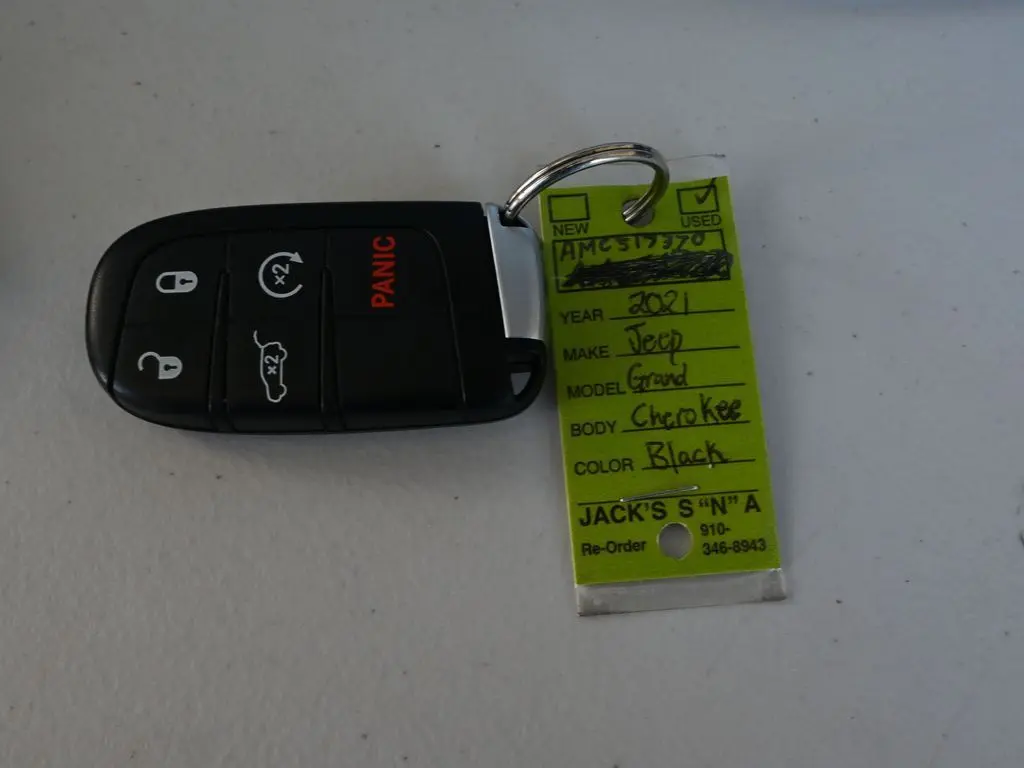 x2
x2
PANIC
NEW USED
AMC517370
YEAR 2021
MAKE Jeep
MODEL Grand
BODY Cherokee
COLOR Black
JACK'S S "N" A
Re-Order 910-
346-8943